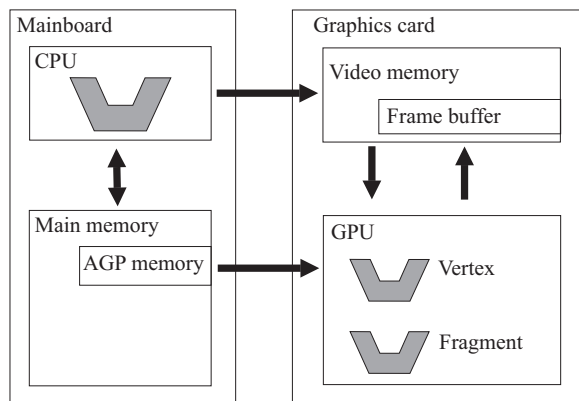 Mainboard
CPU
Main memory
AGP memory
Graphics card
Video memory
Frame buffer
GPU
Vertex
Fragment